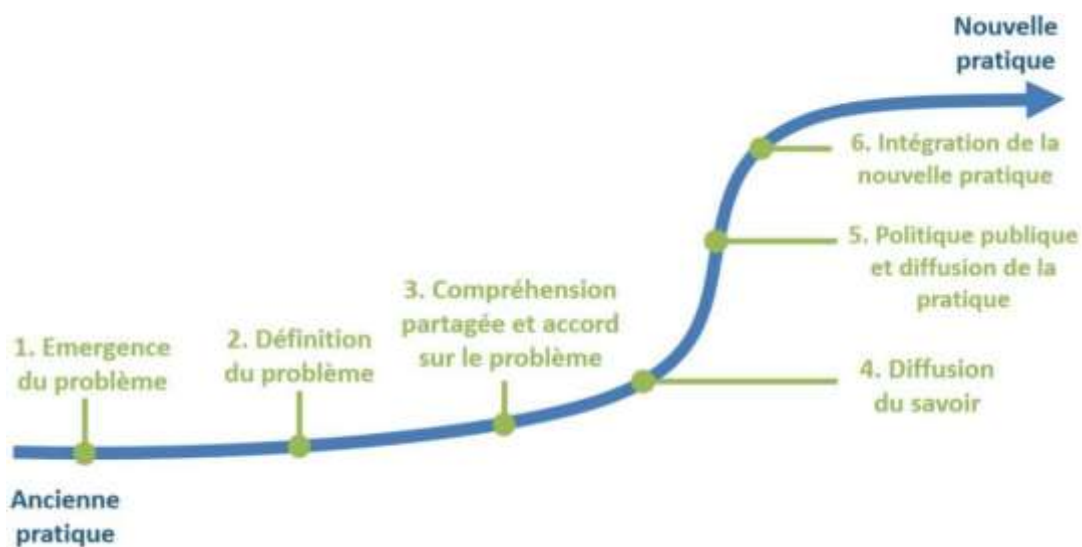 Nouvelle
pratique
6. Intégration de la
nouvelle pratique
5. Politique publique
et diffusion de la
pratique
3. Compréhension
partagée et accord
sur le problème
2. Définition
du problème
1. Emergence
du problème
4. Diffusion
du savoir
Ancienne
pratique